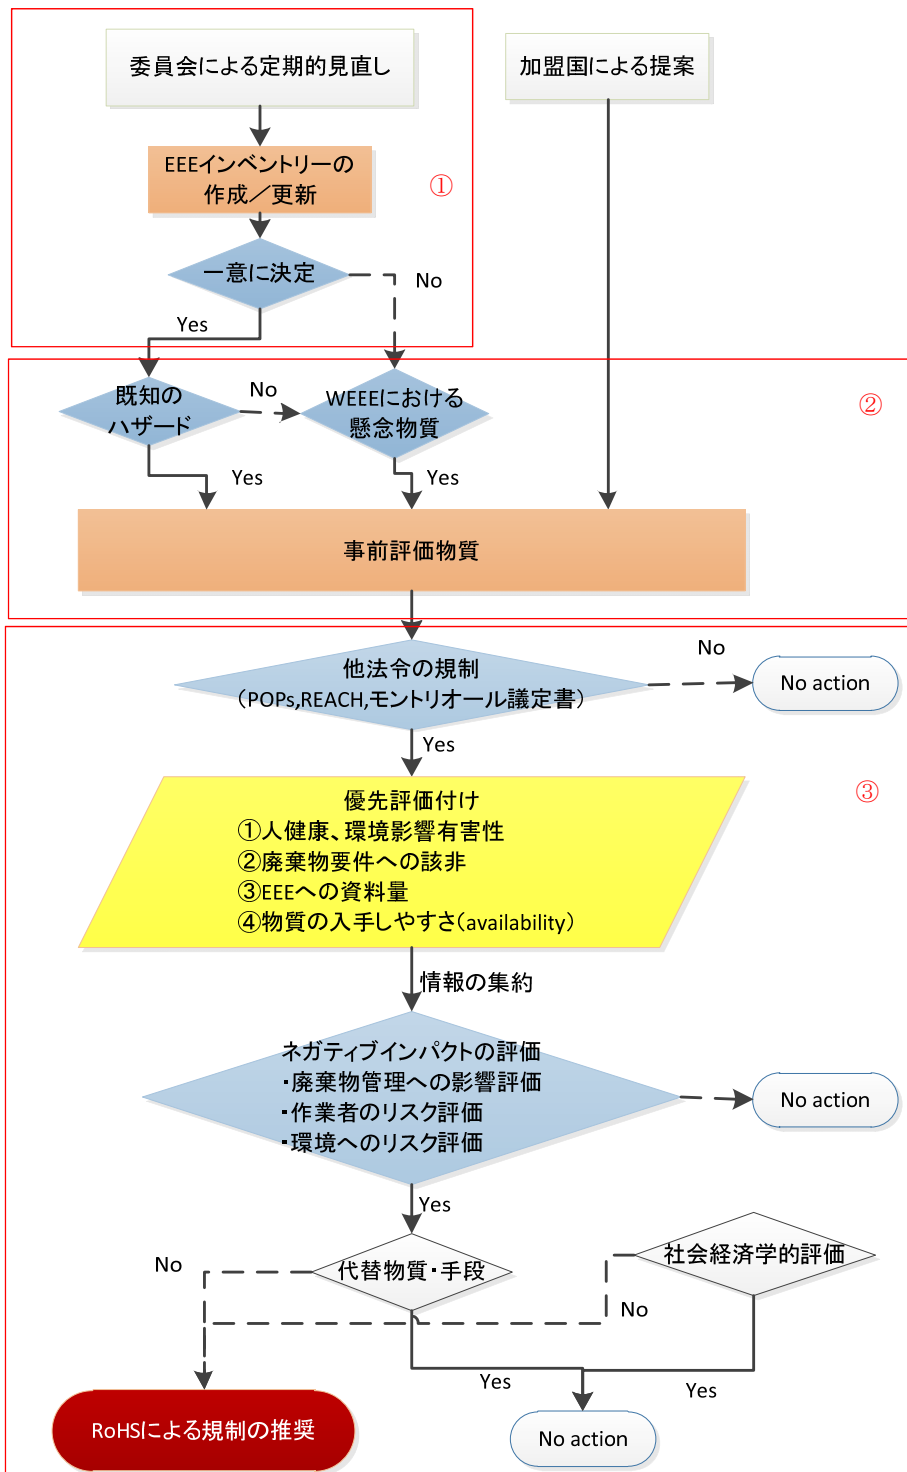 委員会による定期的見直し
加盟国による提案
EEEインベントリーの
作成／更新
①
一意に決定
No
Yes
既知の
ハザード
No
WEEEにおける
懸念物質
②
Yes
Yes
事前評価物質
他法令の規制
（POPs,REACH,モントリオール議定書）
No
No action
Yes
③
優先評価付け
①人健康、環境影響有害性
②廃棄物要件への該非
③EEEへの資料量
④物質の入手しやすさ（availability）
情報の集約
ネガティブインパクトの評価
・廃棄物管理への影響評価
・作業者のリスク評価
・環境へのリスク評価
No action
Yes
代替物質・手段
社会経済学的評価
No
No
Yes
Yes
RoHSによる規制の推奨
No action